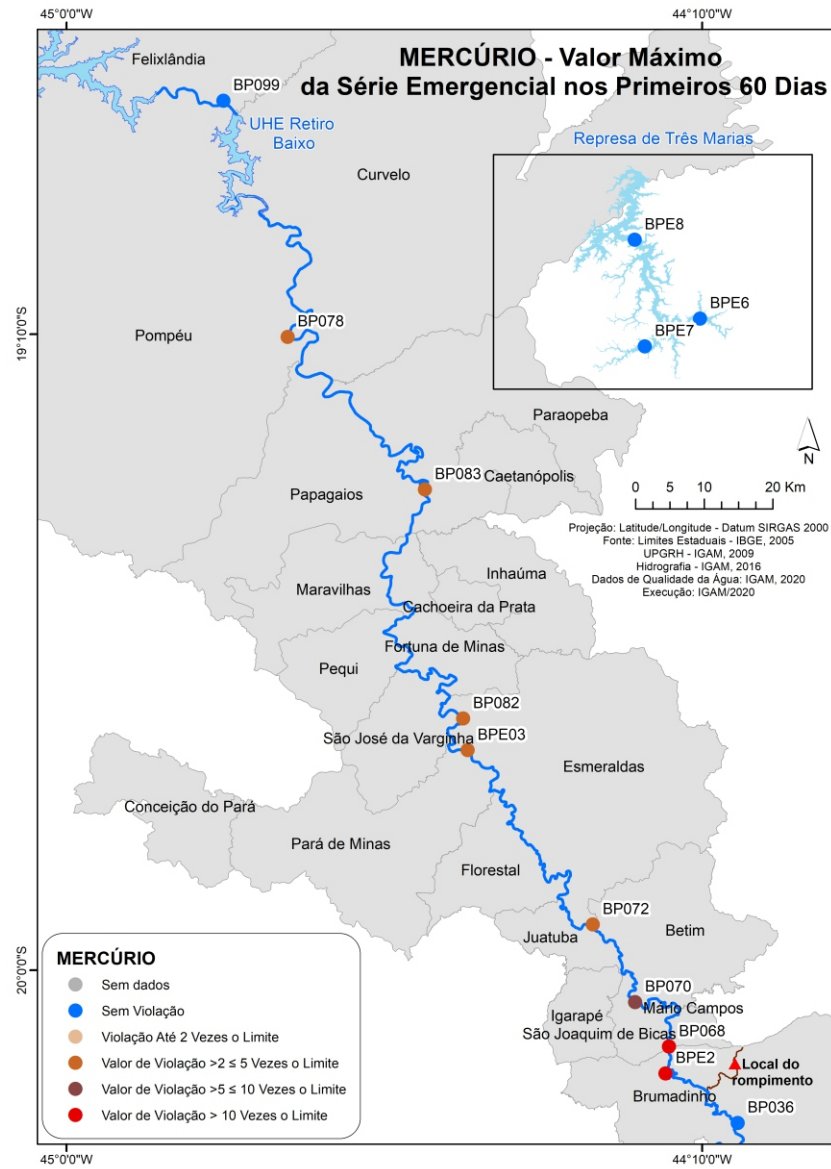 45°0'0"W
44°10'0"W
MERCÚRIO - Valor Máximo
da Série Emergencial nos Primeiros 60 Dias
Felixlândia
BP099
UHE Retiro
Baixo
Curvelo
Represa de Três Marias
BPE8
BPE6
BPE7
19°10'0"S
Pompéu
BP078
Paraopeba
N
BP083
Caetanópolis
Papagaios
0 5 10 20 Km
Projeção: Latitude/Longitude - Datum SIRGAS 2000
Fonte: Limites Estaduais - IBGE, 2005
UPGRH - IGAM, 2009
Hidrografia - IGAM, 2016
Dados de Qualidade da Água: IGAM, 2020
Execução: IGAM/2020
Inhaúma
Maravilhas
Cachoeira da Prata
Fortuna de Minas
Pequi
BP082
São José da Varginha
BPE03
Esmeraldas
Conceição do Pará
Pará de Minas
Florestal
BP072
Juatuba
Betim
20°0'0"S
BP070
Mário Campos
Igarapé
São Joaquim de Bicas
BP068
BPE2
Local do
rompimento
Brumadinho
BP036
MERCÚRIO
Sem dados
Sem Violação
Violação Até 2 Vezes o Limite
Valor de Violação >2 ≤ 5 Vezes o Limite
Valor de Violação >5 ≤ 10 Vezes o Limite
Valor de Violação > 10 Vezes o Limite
45°0'0"W
44°10'0"W